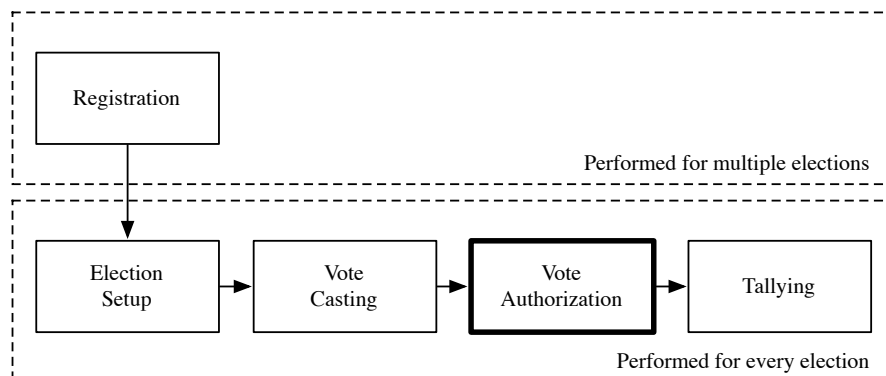 Registration
Performed for multiple elections
Election
Setup
Vote
Casting
Vote
Authorization
Tallying
Performed for every election